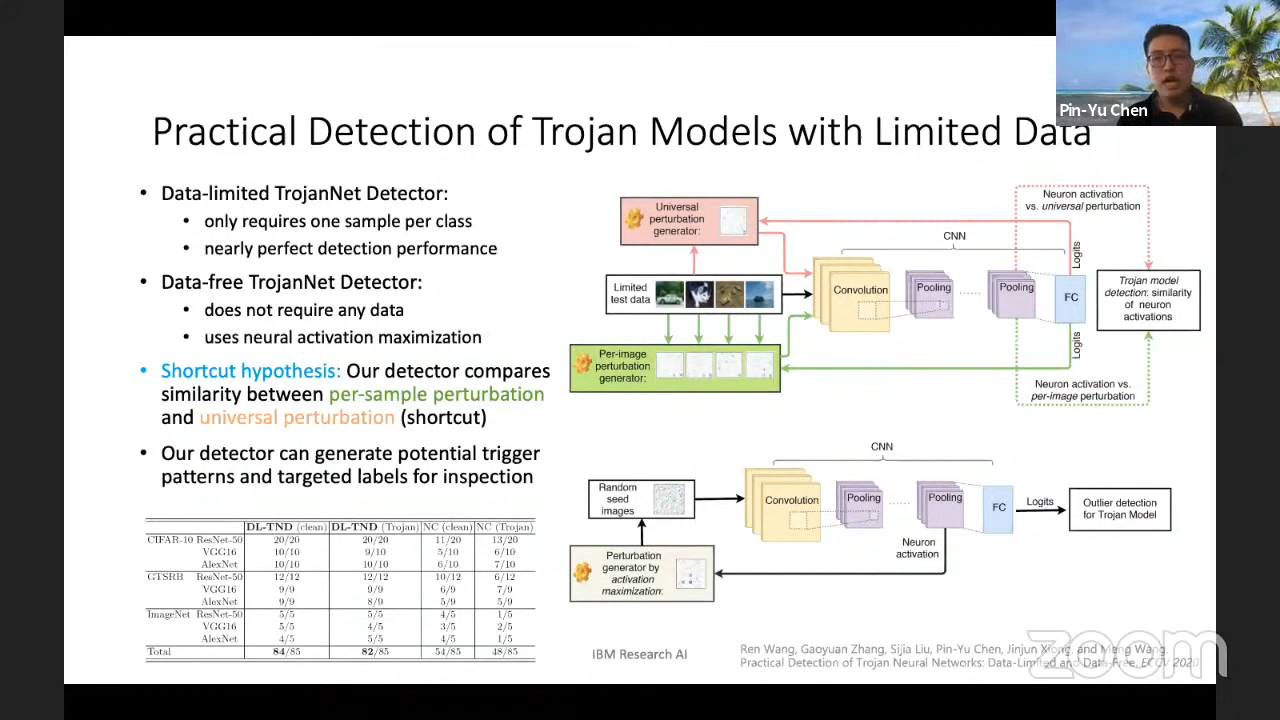 Pin-Yu Chen
Practical Detection of Trojan Models with Limited Data
• Data-limited TrojanNet Detector:
• only requires one sample per class
• nearly perfect detection performance
• Data-free TrojanNet Detector:
• does not require any data
• uses neural activation maximization
• Shortcut hypothesis: Our detector compares
similarity between per-sample perturbation
and universal perturbation (shortcut)
• Our detector can generate potential trigger
patterns and targeted labels for inspection
DL-TND (clean) DL-TND (Trojan) NC (clean) NC (Trojan)
CIFAR-10 ResNet-50 20/20 20/20 11/20 13/20
VGG16 10/10 9/10 5/10 6/10
AlexNet 10/10 10/10 6/10 7/10
GTSRB ResNet-50 12/12 12/12 10/12 6/12
VGG16 9/9 9/9 6/9 7/9
AlexNet 9/9 8/9 5/9 5/9
ImageNet ResNet-50 5/5 5/5 4/5 1/5
VGG16 5/5 5/5 3/5 2/5
AlexNet 4/5 5/5 4/5 1/5
Total 84/85 82/85 54/85 48/85
Universal
perturbation
generator:
Limited
test data
Per-image
perturbation
generator:
CNN
Convolution
Pooling
Pooling
FC
Logits
Logits
Neuron activation
vs. universal perturbation
Trojan model
detection: similarity
of neuron
activations
Neuron activation vs.
per-image perturbation
CNN
Random
seed
images
Convolution
Pooling
Pooling
FC
Logits
Outlier detection
for Trojan Model
Neuron
activation
Perturbation
generator by
activation
maximization:
IBM Research AI
Ren Wang, Gaoyuan Zhang, Sijia Liu, Pin-Yu Chen, Jinjun Xiong, and Meng Wang.
Practical Detection of Trojan Neural Networks: Data-Limited and Data-Free, ECCV 2020
zoom